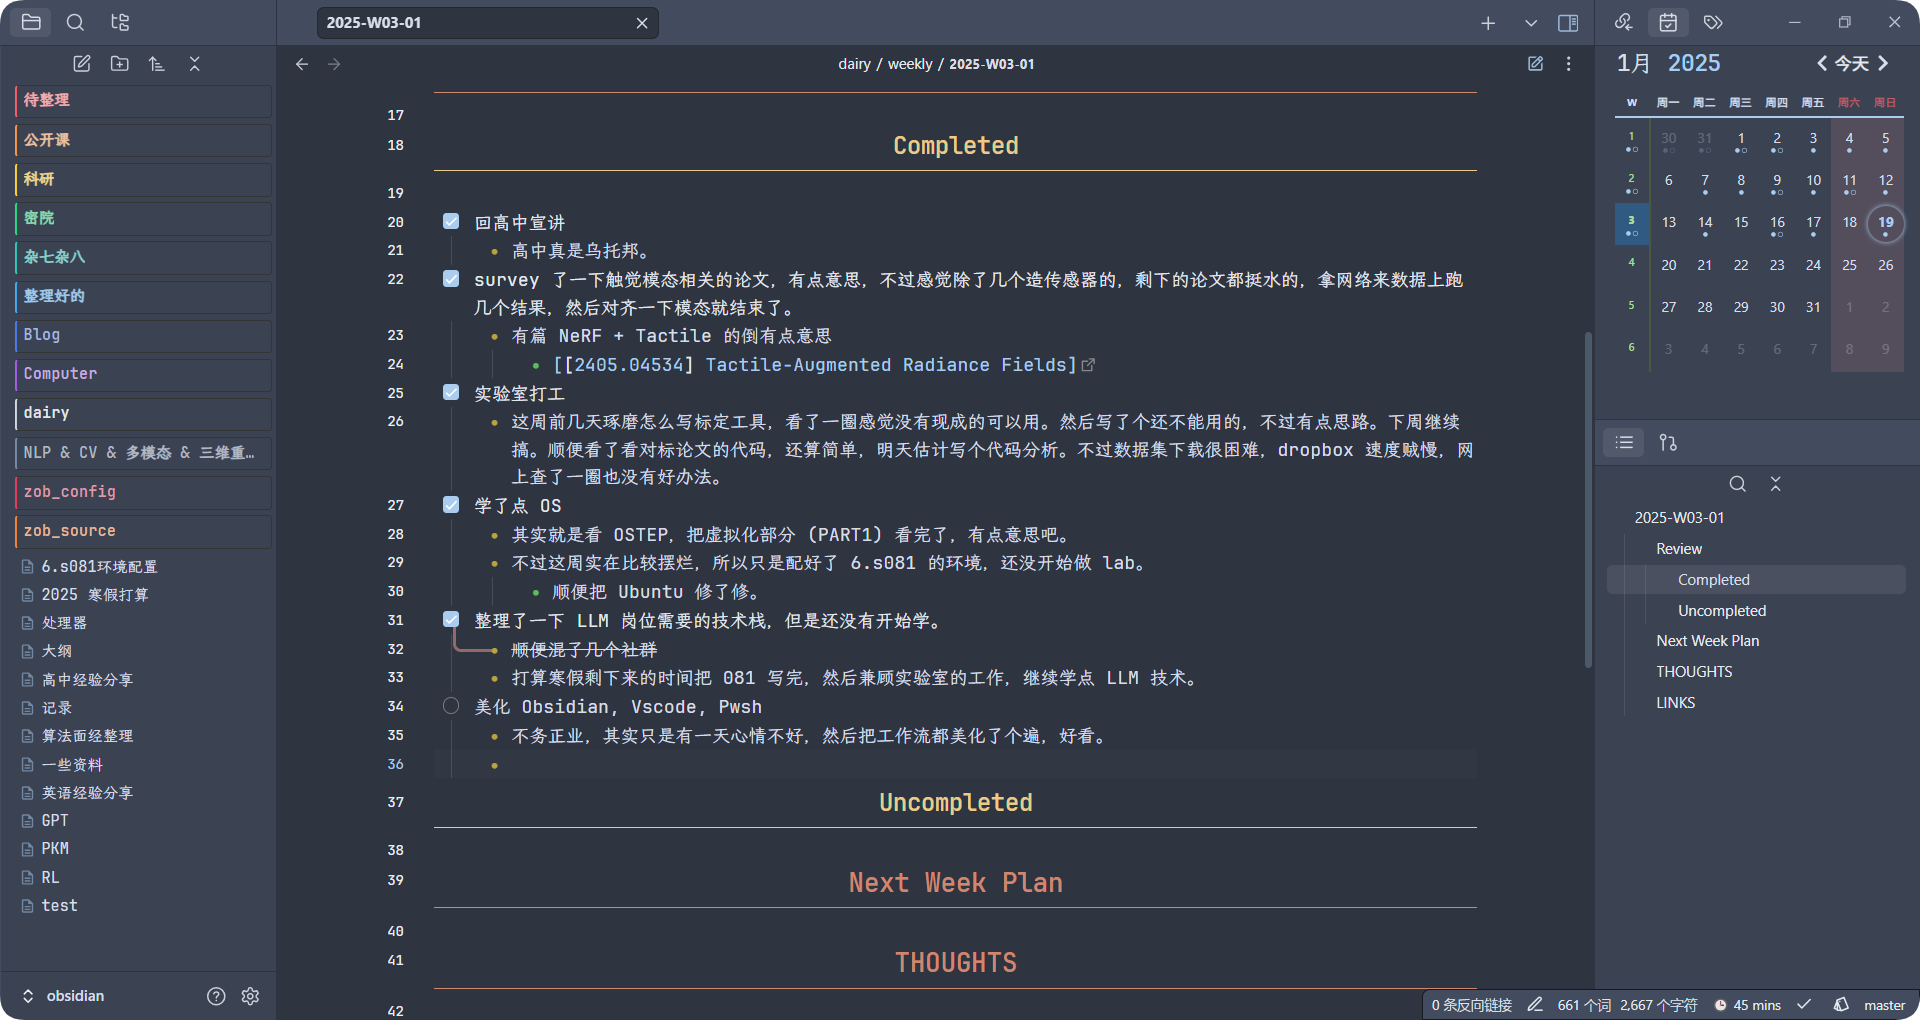 2025-W03-01
dairy / weekly / 2025-W03-01
待整理
公开课
科研
密院
杂七杂八
整理好的
Blog
Computer
dairy
NLP & CV & 多模态 & 三维重…
zob_config
zob_source
6.s081环境配置
2025 寒假打算
处理器
大纲
高中经验分享
记录
算法面经整理
一些资料
英语经验分享
GPT
PKM
RL
test
obsidian
17
18 Completed
19
20 回高中宣讲
21 高中真是乌托邦。
22 survey 了一下触觉模态相关的论文，有点意思，不过感觉除了几个造传感器的，剩下的论文都挺水的，拿网络来数据上跑
几个结果，然后对齐一下模态就结束了。
23 有篇 NeRF + Tactile 的倒有点意思
24 [[2405.04534] Tactile-Augmented Radiance Fields]
25 实验室打工
26 这周前几天琢磨怎么写标定工具，看了一圈感觉没有现成的可以用。然后写了个还不能用的，不过有点思路。下周继续
搞。顺便看了看对标论文的代码，还算简单，明天估计写个代码分析。不过数据集下载很困难，dropbox 速度贼慢，网
上查了一圈也没有好办法。
27 学了点 OS
28 其实就是看 OSTEP，把虚拟化部分 (PART1) 看完了，有点意思吧。
29 不过这周实在比较摆烂，所以只是配好了 6.s081 的环境，还没开始做 lab。
30 顺便把 Ubuntu 修了修。
31 整理了一下 LLM 岗位需要的技术栈，但是还没有开始学。
32 顺便混了几个社群
33 打算寒假剩下来的时间把 081 写完，然后兼顾实验室的工作，继续学点 LLM 技术。
34 美化 Obsidian, Vscode, Pwsh
35 不务正业，其实只是有一天心情不好，然后把工作流都美化了个遍，好看。
36
37 Uncompleted
38
39 Next Week Plan
40
41 THOUGHTS
42
1月 2025
今天
W 周一 周二 周三 周四 周五 周六 周日
1 30 31 1 2 3 4 5
2 6 7 8 9 10 11 12
3 13 14 15 16 17 18 19
4 20 21 22 23 24 25 26
5 27 28 29 30 31 1 2
6 3 4 5 6 7 8 9
2025-W03-01
Review
Completed
Uncompleted
Next Week Plan
THOUGHTS
LINKS
0 条反向链接 661 个词 2,667 个字符 45 mins master